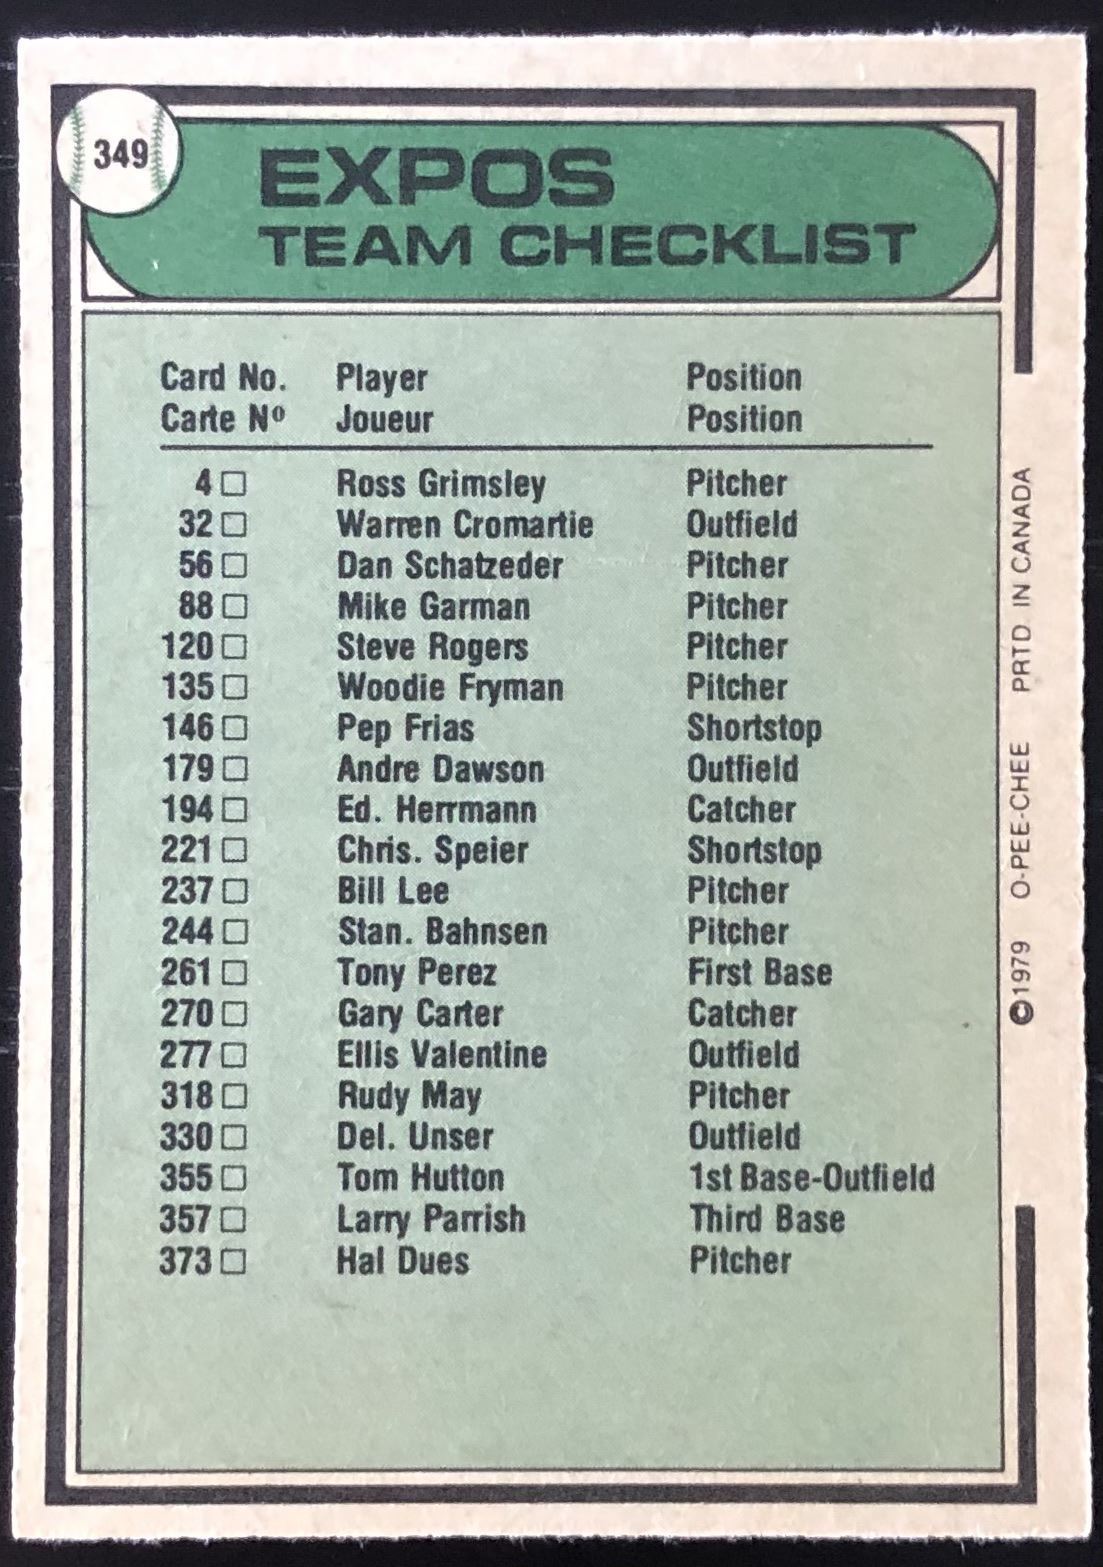 349
EXPOS
TEAM CHECKLIST
Card No. Player Position
Carte Nº Joueur Position
4 □ Ross Grimsley Pitcher
32 □ Warren Cromartie Outfield
56 □ Dan Schatzeder Pitcher
88 □ Mike Garman Pitcher
120 □ Steve Rogers Pitcher
135 □ Woodie Fryman Pitcher
146 □ Pep Frias Shortstop
179 □ Andre Dawson Outfield
194 □ Ed. Herrmann Catcher
221 □ Chris. Speier Shortstop
237 □ Bill Lee Pitcher
244 □ Stan. Bahnsen Pitcher
261 □ Tony Perez First Base
270 □ Gary Carter Catcher
277 □ Ellis Valentine Outfield
318 □ Rudy May Pitcher
330 □ Del. Unser Outfield
355 □ Tom Hutton 1st Base-Outfield
357 □ Larry Parrish Third Base
373 □ Hal Dues Pitcher
©1979 O-PEE-CHEE PRTD IN CANADA